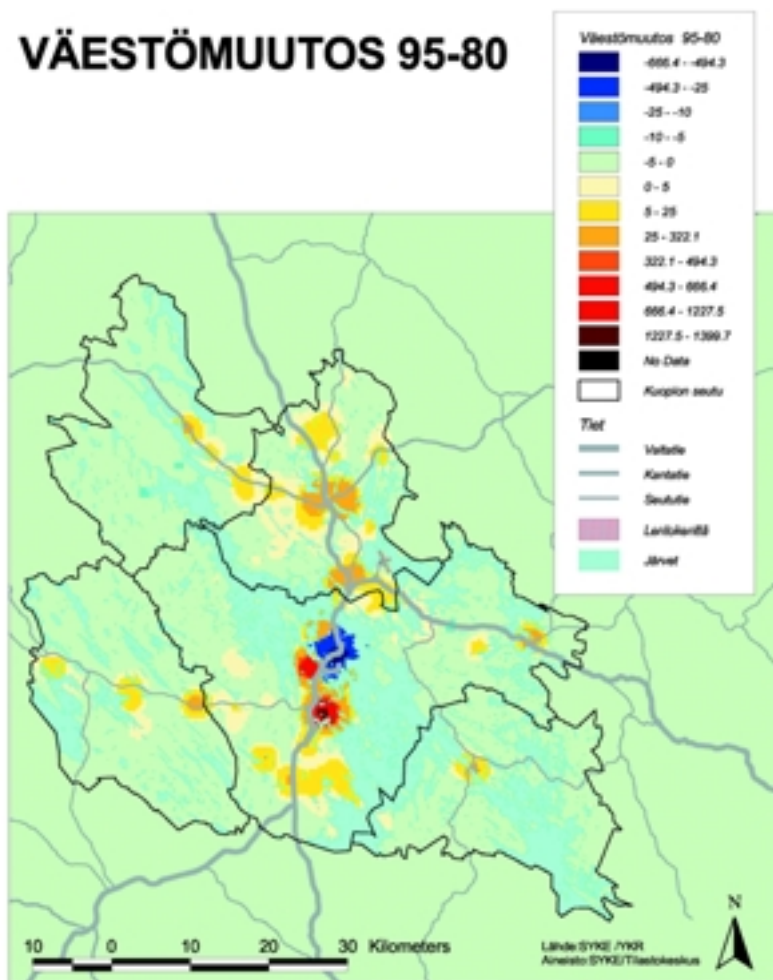 VÄESTÖMUUTOS 95-80
Väestömuutos 95-80
-666.4 - -494.3
-494.3 - -25
-25 - -10
-10 - -5
-5 - 0
0 - 5
5 - 25
25 - 322.1
322.1 - 494.3
494.3 - 666.4
666.4 - 1227.5
1227.5 - 1399.7
No Data
Kuopion seutu
Tiet
Valtatie
Kantatie
Seututie
Lentokenttä
Järvet
N
10 0 10 20 30 Kilometers
Lähde:SYKE /YKR
Aineisto:SYKE/Tilastokeskus